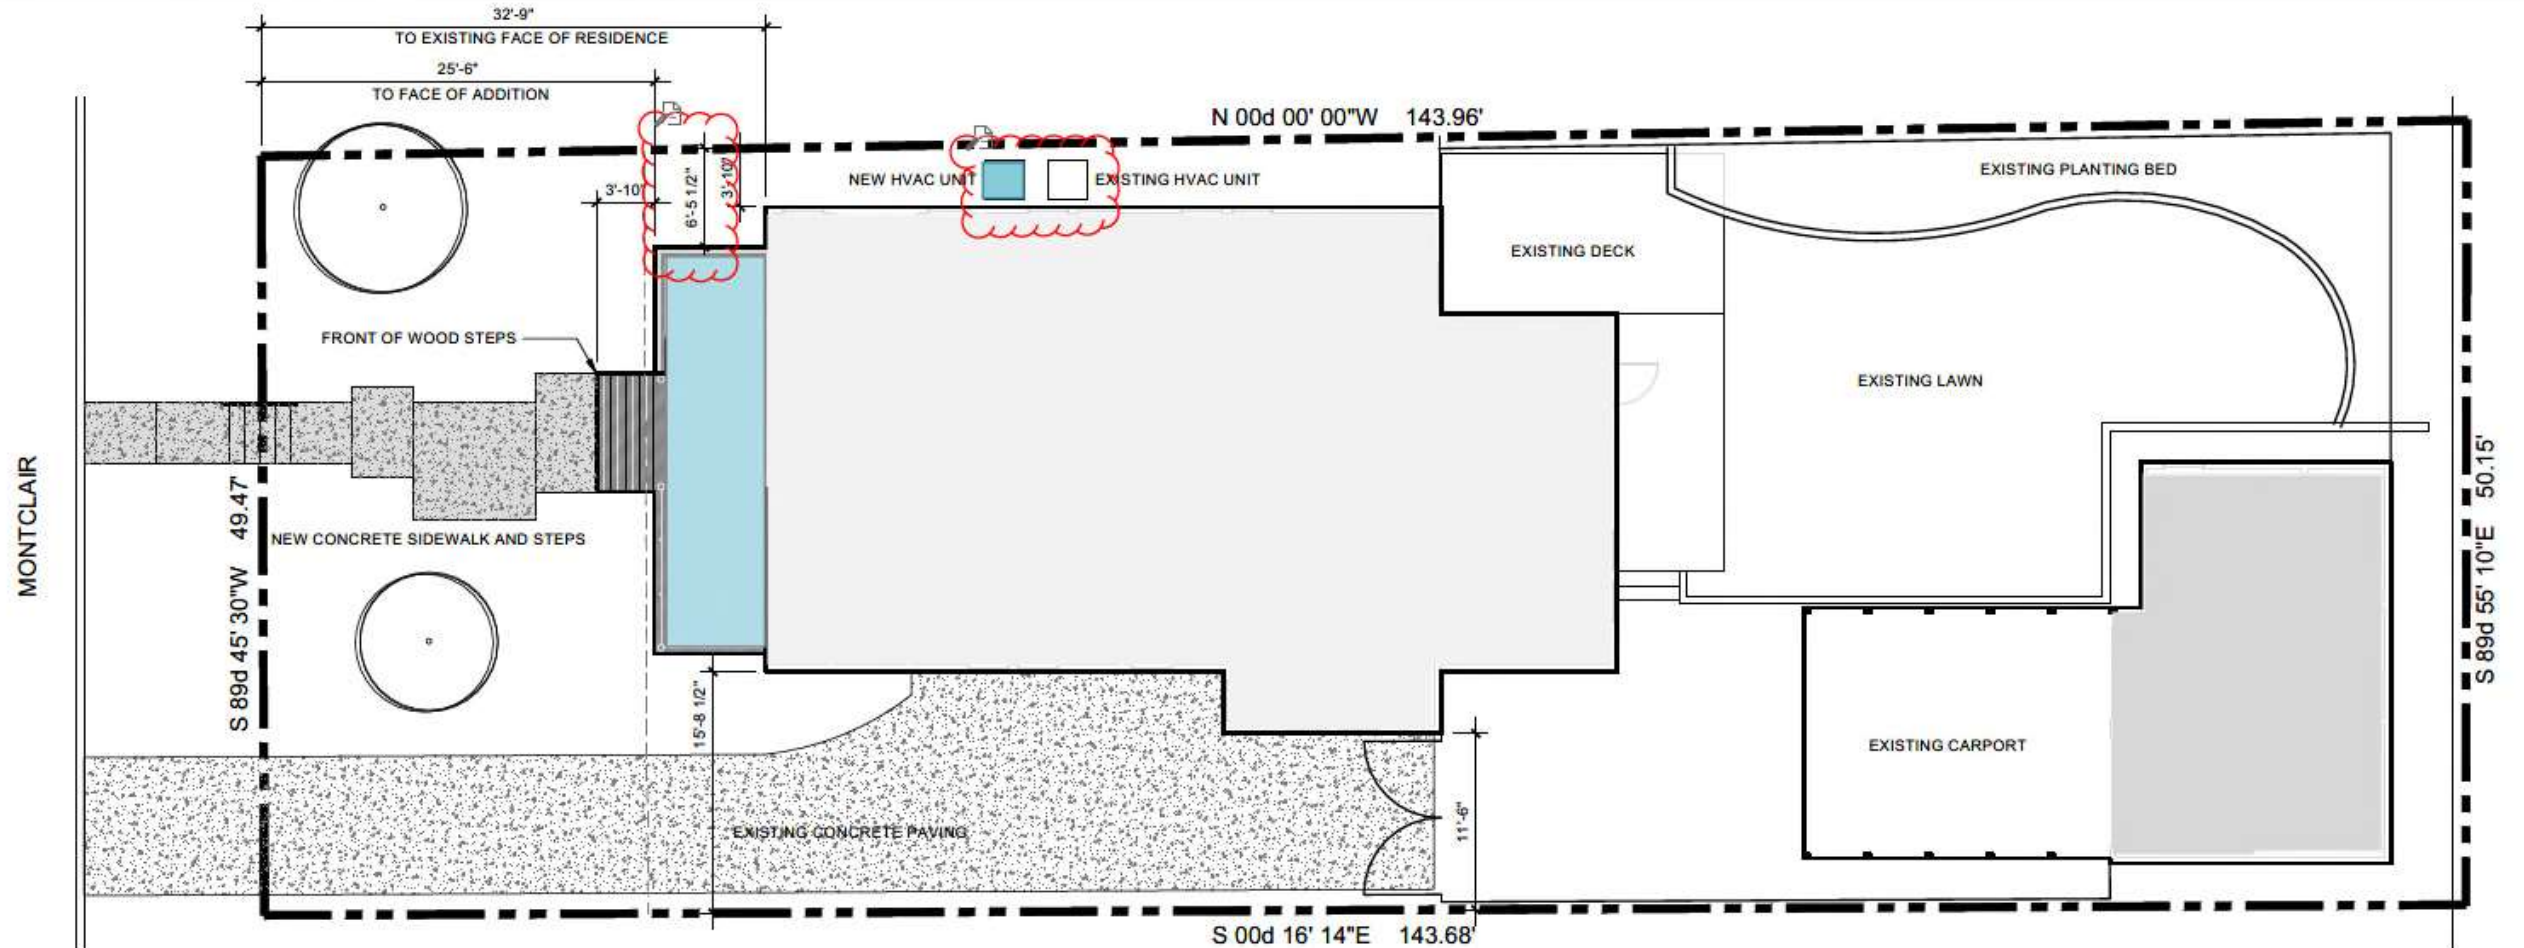 32'-9"
TO EXISTING FACE OF RESIDENCE
25'-6"
TO FACE OF ADDITION
N 00d 00' 00"W 143.96'
3'-10"
6'-5 1/2"
3'-10"
NEW HVAC UNIT
EXISTING HVAC UNIT
EXISTING PLANTING BED
EXISTING DECK
FRONT OF WOOD STEPS
EXISTING LAWN
MONTCLAIR
S 89d 45' 30"W 49.47'
NEW CONCRETE SIDEWALK AND STEPS
S 89d 55' 10"E 50.15'
15'-8 1/2"
EXISTING CARPORT
11'-6"
EXISTING CONCRETE PAVING
S 00d 16' 14"E 143.68'